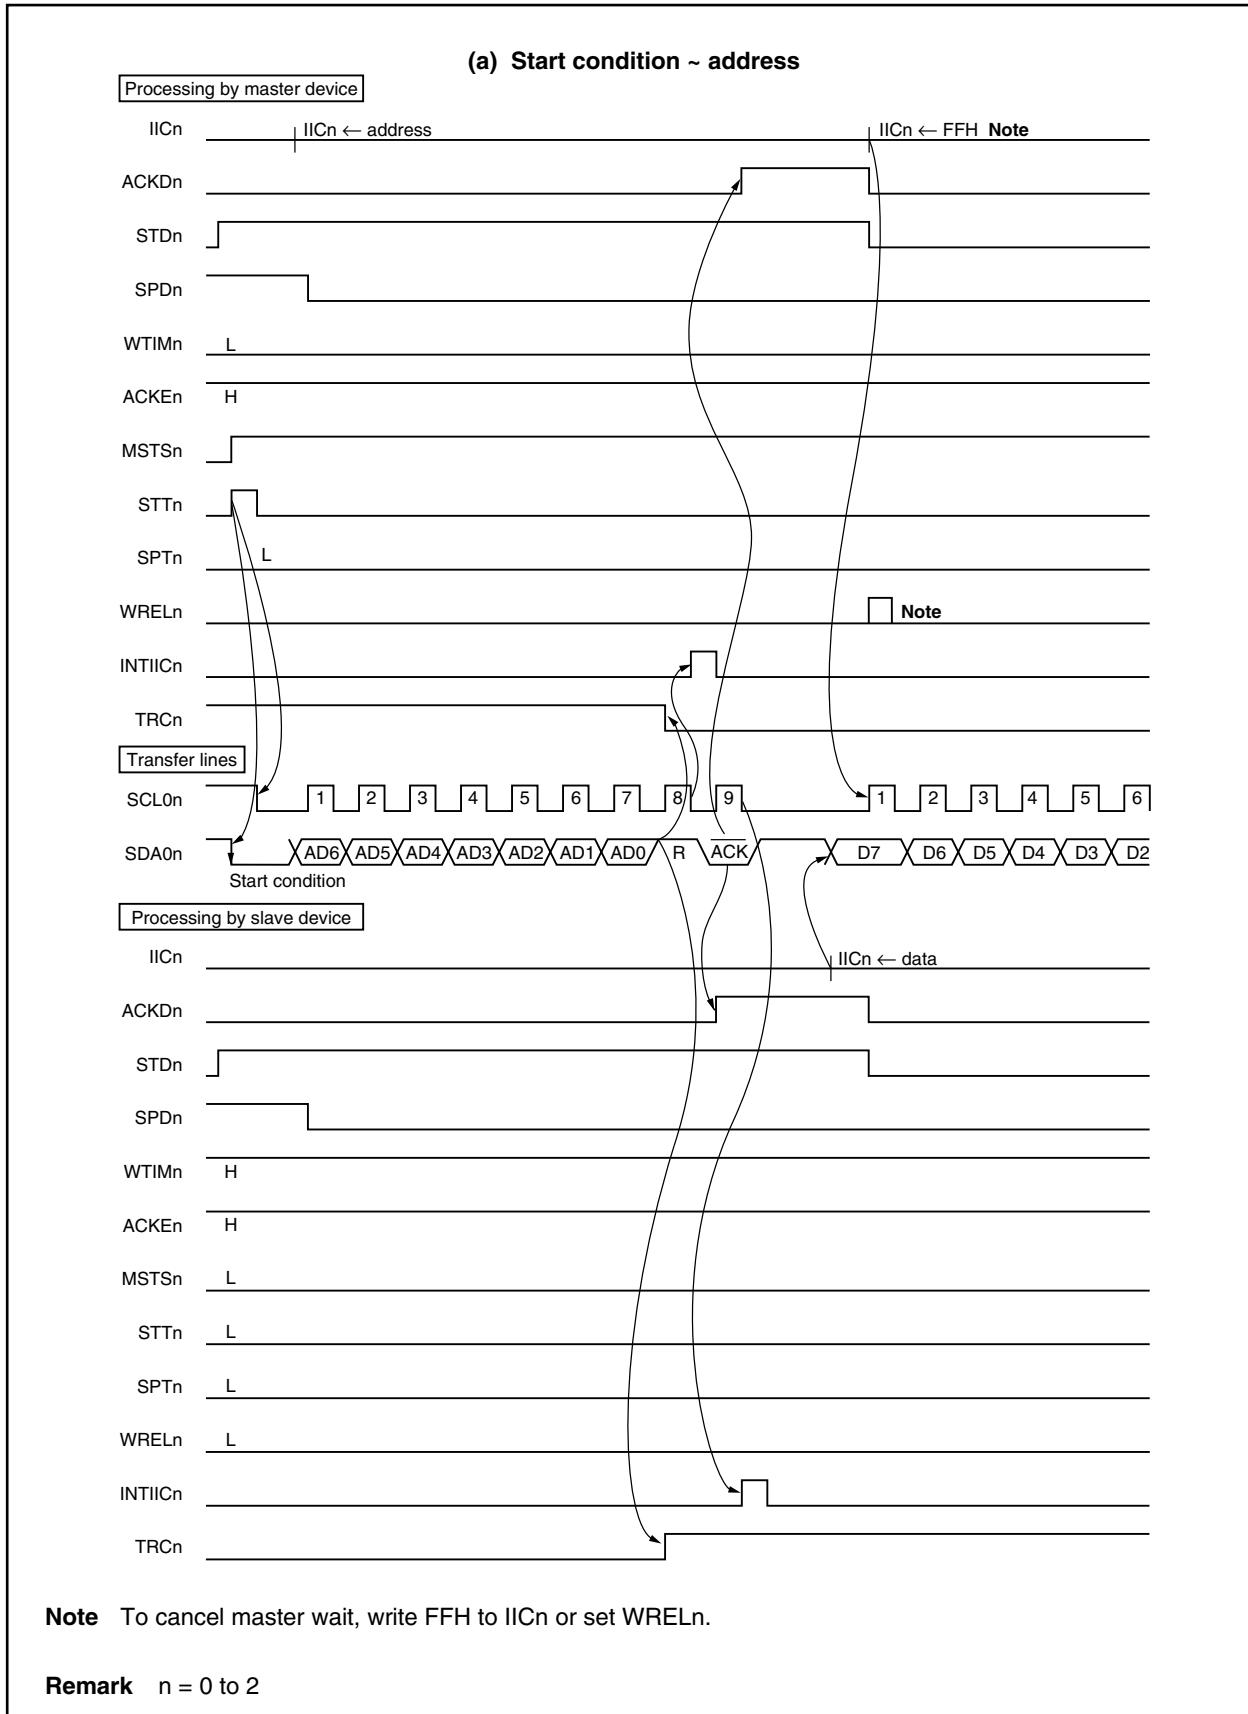 (a) Start condition ~ address
Processing by master device
IICn IICn ← address IICn ← FFH Note
ACKDn
STDn
SPDn
WTIMn L
ACKEn H
MSTSn
STTn
SPTn L
WRELn Note
INTIICn
TRCn
Transfer lines
SCL0n 1 2 3 4 5 6 7 8 9 1 2 3 4 5 6
SDA0n AD6 AD5 AD4 AD3 AD2 AD1 AD0 R A̅C̅K̅ D7 D6 D5 D4 D3 D2
Start condition
Processing by slave device
IICn IICn ← data
ACKDn
STDn
SPDn
WTIMn H
ACKEn H
MSTSn L
STTn L
SPTn L
WRELn L
INTIICn
TRCn
Note To cancel master wait, write FFH to IICn or set WRELn.
Remark n = 0 to 2